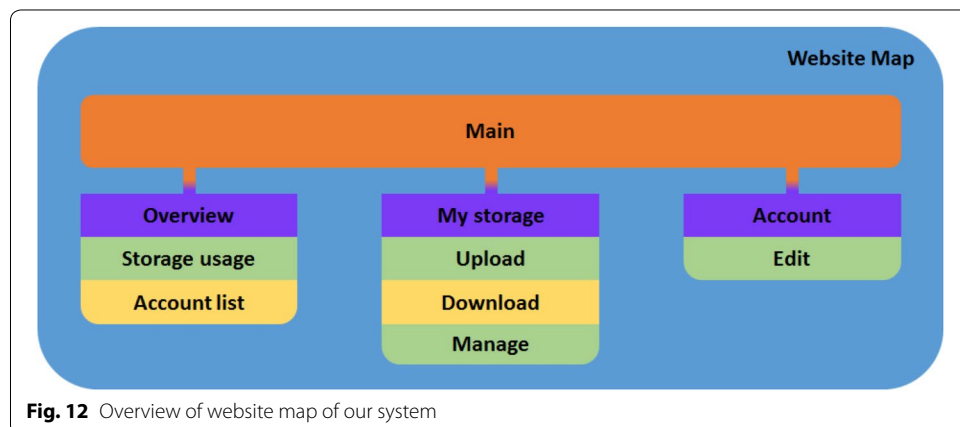 Website Map
Main
Overview
My storage
Account
Storage usage
Upload
Edit
Account list
Download
Manage
Fig. 12 Overview of website map of our system